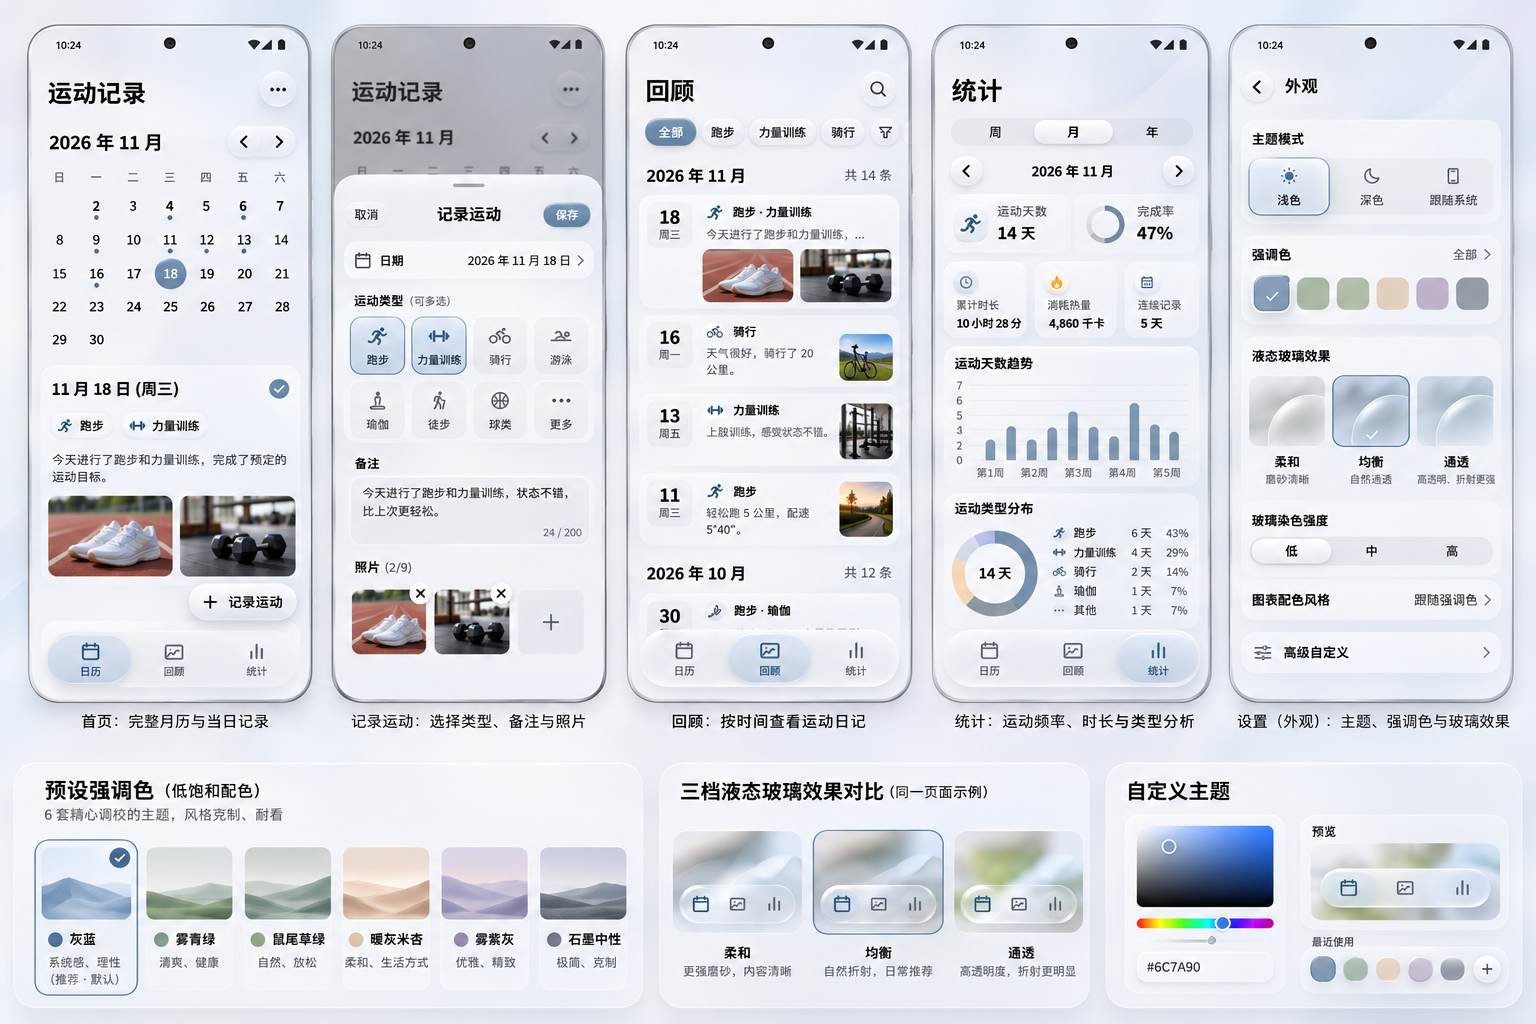 10:24
运动记录
2026 年 11 月
日 一 二 三 四 五 六
2 3 4 5 6 7
8 9 10 11 12 13 14
15 16 17 18 19 20 21
22 23 24 25 26 27 28
29 30
11 月 18 日 (周三)
跑步 力量训练
今天进行了跑步和力量训练，完成了预定的
运动目标。
+ 记录运动
日历 回顾 统计
首页：完整月历与当日记录
10:24
运动记录
2026 年 11 月
日 一 二 三 四 五 六
取消 记录运动 保存
日期 2026 年 11 月 18 日
运动类型 (可多选)
跑步 力量训练 骑行 游泳
瑜伽 徒步 球类 更多
备注
今天进行了跑步和力量训练，状态不错，
比上次更轻松。
24 / 200
照片 (2/9)
记录运动：选择类型、备注与照片
10:24
回顾
全部 跑步 力量训练 骑行
2026 年 11 月 共 14 条
18 跑步 · 力量训练
周三 今天进行了跑步和力量训练，...
16 骑行
周一 天气很好，骑行了 20
公里。
13 力量训练
周五 上肢训练，感觉状态不错。
11 跑步
周三 轻松跑 5 公里，配速
5"40"。
2026 年 10 月 共 12 条
30 跑步 · 瑜伽
日历 回顾 统计
回顾：按时间查看运动日记
10:24
统计
周 月 年
2026 年 11 月
运动天数 完成率
14 天 47%
累计时长 消耗热量 连续记录
10 小时 28 分 4,860 千卡 5 天
运动天数趋势
7
6
5
3
2
0
第1周 第2周 第3周 第4周 第5周
运动类型分布
14 天
跑步 6 天 43%
力量训练 4 天 29%
骑行 2 天 14%
瑜伽 1 天 7%
其他 1 天 7%
日历 回顾 统计
统计：运动频率、时长与类型分析
10:24
外观
主题模式
浅色 深色 跟随系统
强调色 全部
液态玻璃效果
柔和 均衡 通透
磨砂清晰 自然通透 高透明、折射更强
玻璃染色强度
低 中 高
图表配色风格 跟随强调色
高级自定义
设置（外观）：主题、强调色与玻璃效果
预设强调色（低饱和配色）
6 套精心调校的主题，风格克制、耐看
灰蓝 雾青绿 鼠尾草绿 暖灰米杏 雾紫灰 石墨中性
系统感、理性 清爽、健康 自然、放松 柔和、生活方式 优雅、精致 极简、克制
（推荐 · 默认）
三档液态玻璃效果对比 (同一页面示例)
柔和 均衡 通透
更强磨砂，内容清晰 自然折射，日常推荐 高透明度，折射更明显
自定义主题
#6C7A90
预览
最近使用